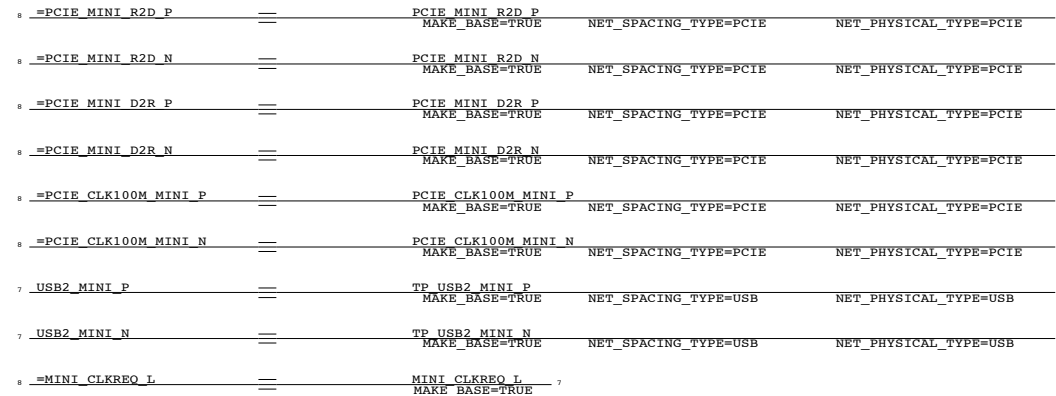 8 =PCIE_MINI_R2D_P PCIE_MINI_R2D_P
MAKE_BASE=TRUE NET_SPACING_TYPE=PCIE NET_PHYSICAL_TYPE=PCIE
8 =PCIE_MINI_R2D_N PCIE_MINI_R2D_N
MAKE_BASE=TRUE NET_SPACING_TYPE=PCIE NET_PHYSICAL_TYPE=PCIE
8 =PCIE_MINI_D2R_P PCIE_MINI_D2R_P
MAKE_BASE=TRUE NET_SPACING_TYPE=PCIE NET_PHYSICAL_TYPE=PCIE
8 =PCIE_MINI_D2R_N PCIE_MINI_D2R_N
MAKE_BASE=TRUE NET_SPACING_TYPE=PCIE NET_PHYSICAL_TYPE=PCIE
8 =PCIE_CLK100M_MINI_P PCIE_CLK100M_MINI_P
MAKE_BASE=TRUE NET_SPACING_TYPE=PCIE NET_PHYSICAL_TYPE=PCIE
8 =PCIE_CLK100M_MINI_N PCIE_CLK100M_MINI_N
MAKE_BASE=TRUE NET_SPACING_TYPE=PCIE NET_PHYSICAL_TYPE=PCIE
7 USB2_MINI_P TP_USB2_MINI_P
MAKE_BASE=TRUE NET_SPACING_TYPE=USB NET_PHYSICAL_TYPE=USB
7 USB2_MINI_N TP_USB2_MINI_N
MAKE_BASE=TRUE NET_SPACING_TYPE=USB NET_PHYSICAL_TYPE=USB
8 =MINI_CLKREQ_L MINI_CLKREQ_L 7
MAKE_BASE=TRUE